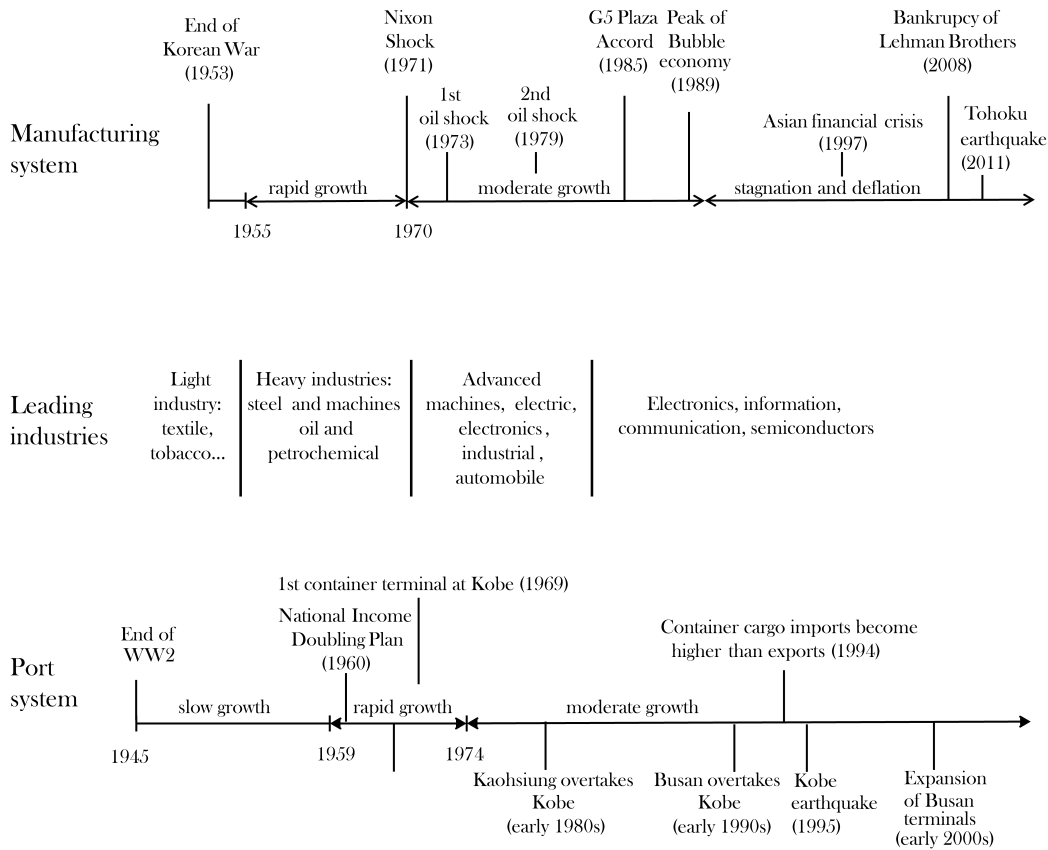 End of
Korean War
(1953)
Nixon
Shock
(1971)
1st
oil shock
(1973)
2nd
oil shock
(1979)
G5 Plaza
Accord
(1985)
Peak of
Bubble
economy
(1989)
Asian financial crisis
(1997)
Bankrupcy of
Lehman Brothers
(2008)
Tohoku
earthquake
(2011)
Manufacturing
system
rapid growth
moderate growth
stagnation and deflation
1955
1970
Leading
industries
Light
industry:
textile,
tobacco...
Heavy industries:
steel and machines
oil and
petrochemical
Advanced
machines, electric,
electronics,
industrial,
automobile
Electronics, information,
communication, semiconductors
Port
system
End of
WW2
National Income
Doubling Plan
(1960)
1st container terminal at Kobe (1969)
Container cargo imports become
higher than exports (1994)
slow growth
rapid growth
moderate growth
1945
1959
1974
Kaohsiung overtakes
Kobe
(early 1980s)
Busan overtakes
Kobe
(early 1990s)
Kobe
earthquake
(1995)
Expansion
of Busan
terminals
(early 2000s)